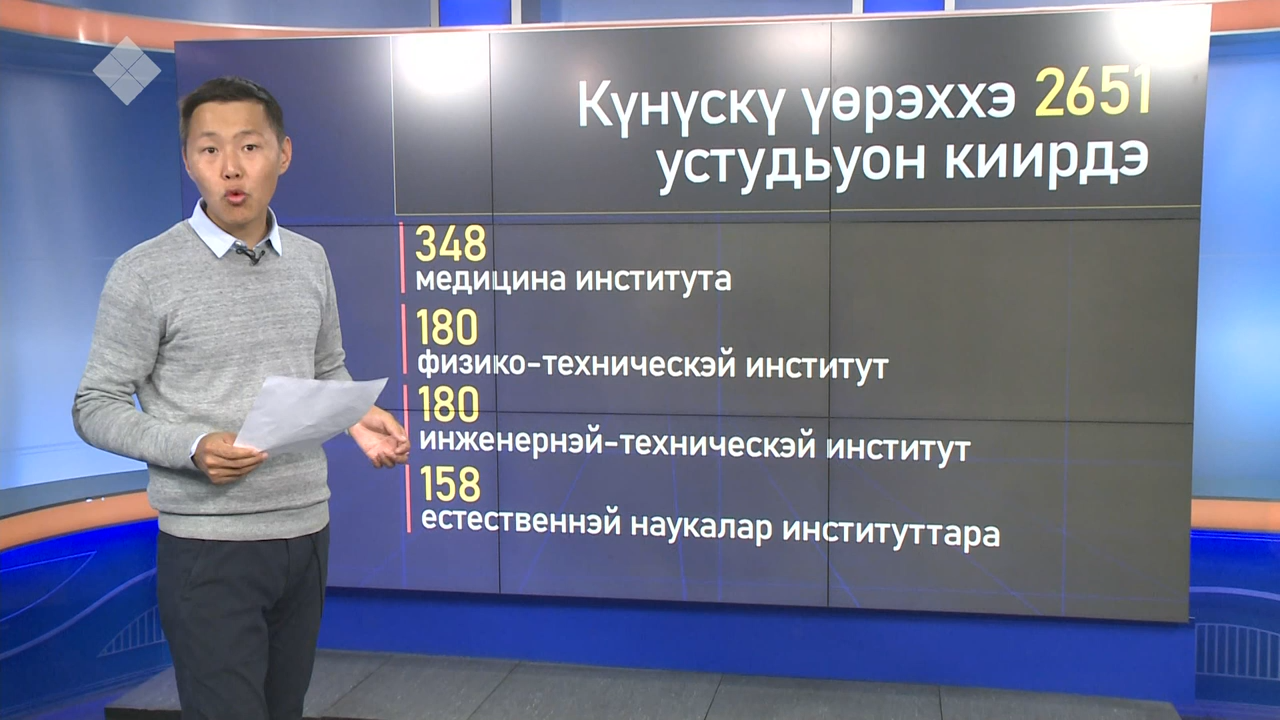 Күнүскү үөрэххэ 2651
устудьуон киирдэ
348
медицина института
180
физико-техническэй институт
180
инженернэй-техническэй институт
158
естественнэй наукалар институттара